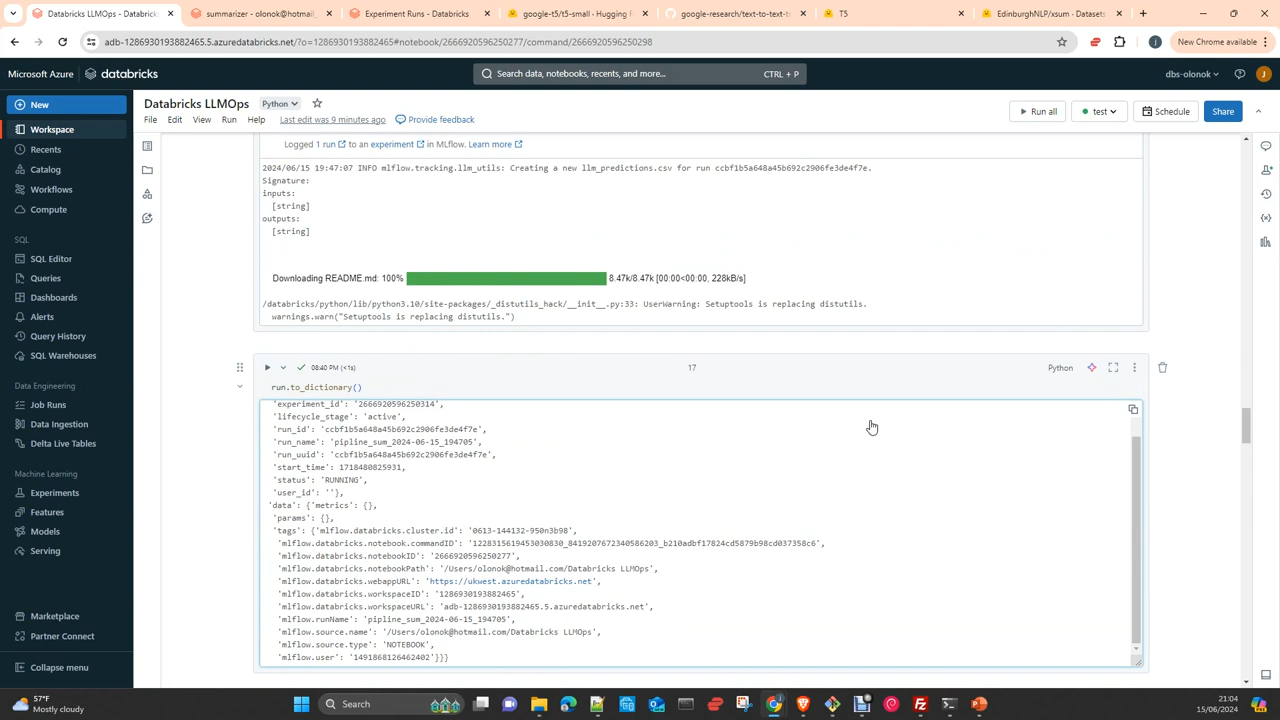 Databricks LLMOps - Databricks
summarizer - olonok@hotmail.com
Experiment Runs - Databricks
google-t5/t5-small · Hugging F
google-research/text-to-text-t
T5
EdinburghNLP/xsum · Datasets
adb-1286930193882465.5.azuredatabricks.net/?o=1286930193882465#notebook/2666920596250277/command/2666920596250298
New Chrome available
Microsoft Azure
databricks
Search data, notebooks, recents, and more...
CTRL + P
dbs-olonok
J
New
Workspace
Recents
Catalog
Workflows
Compute
SQL
SQL Editor
Queries
Dashboards
Alerts
Query History
SQL Warehouses
Data Engineering
Job Runs
Data Ingestion
Delta Live Tables
Machine Learning
Experiments
Features
Models
Serving
Marketplace
Partner Connect
Collapse menu
Databricks LLMOps
Python
File Edit View Run Help Last edit was 9 minutes ago Provide feedback
Run all
test
Schedule
Share
Logged 1 run to an experiment in MLflow. Learn more
2024/06/15 19:47:07 INFO mlflow.tracking.llm_utils: Creating a new llm_predictions.csv for run ccbf1b5a648a45b692c2906fe3de4f7e.
Signature:
inputs:
[string]
outputs:
[string]
Downloading README.md: 100% 8.47k/8.47k [00:00<00:00, 228kB/s]
/databricks/python/lib/python3.10/site-packages/_distutils_hack/__init__.py:33: UserWarning: Setuptools is replacing distutils.
warnings.warn("Setuptools is replacing distutils.")
08:40 PM (<1s)
17
Python
run.to_dictionary()
'experiment_id': '2666920596250314',
'lifecycle_stage': 'active',
'run_id': 'ccbf1b5a648a45b692c2906fe3de4f7e',
'run_name': 'pipline_sum_2024-06-15_194705',
'run_uuid': 'ccbf1b5a648a45b692c2906fe3de4f7e',
'start_time': 1718480825931,
'status': 'RUNNING',
'user_id': ''},
'data': {'metrics': {},
'params': {},
'tags': {'mlflow.databricks.cluster.id': '0613-144132-950n3b98',
'mlflow.databricks.notebook.commandID': '1228315619453030830_8419207672340586203_b210adbf17824cd5879b98cd037358c6',
'mlflow.databricks.notebookID': '2666920596250277',
'mlflow.databricks.notebookPath': '/Users/olonok@hotmail.com/Databricks LLMOps',
'mlflow.databricks.webappURL': 'https://ukwest.azuredatabricks.net',
'mlflow.databricks.workspaceID': '1286930193882465',
'mlflow.databricks.workspaceURL': 'adb-1286930193882465.5.azuredatabricks.net',
'mlflow.runName': 'pipline_sum_2024-06-15_194705',
'mlflow.source.name': '/Users/olonok@hotmail.com/Databricks LLMOps',
'mlflow.source.type': 'NOTEBOOK',
'mlflow.user': '1491868126462402'}}}
57°F
Mostly cloudy
Search
21:04
15/06/2024